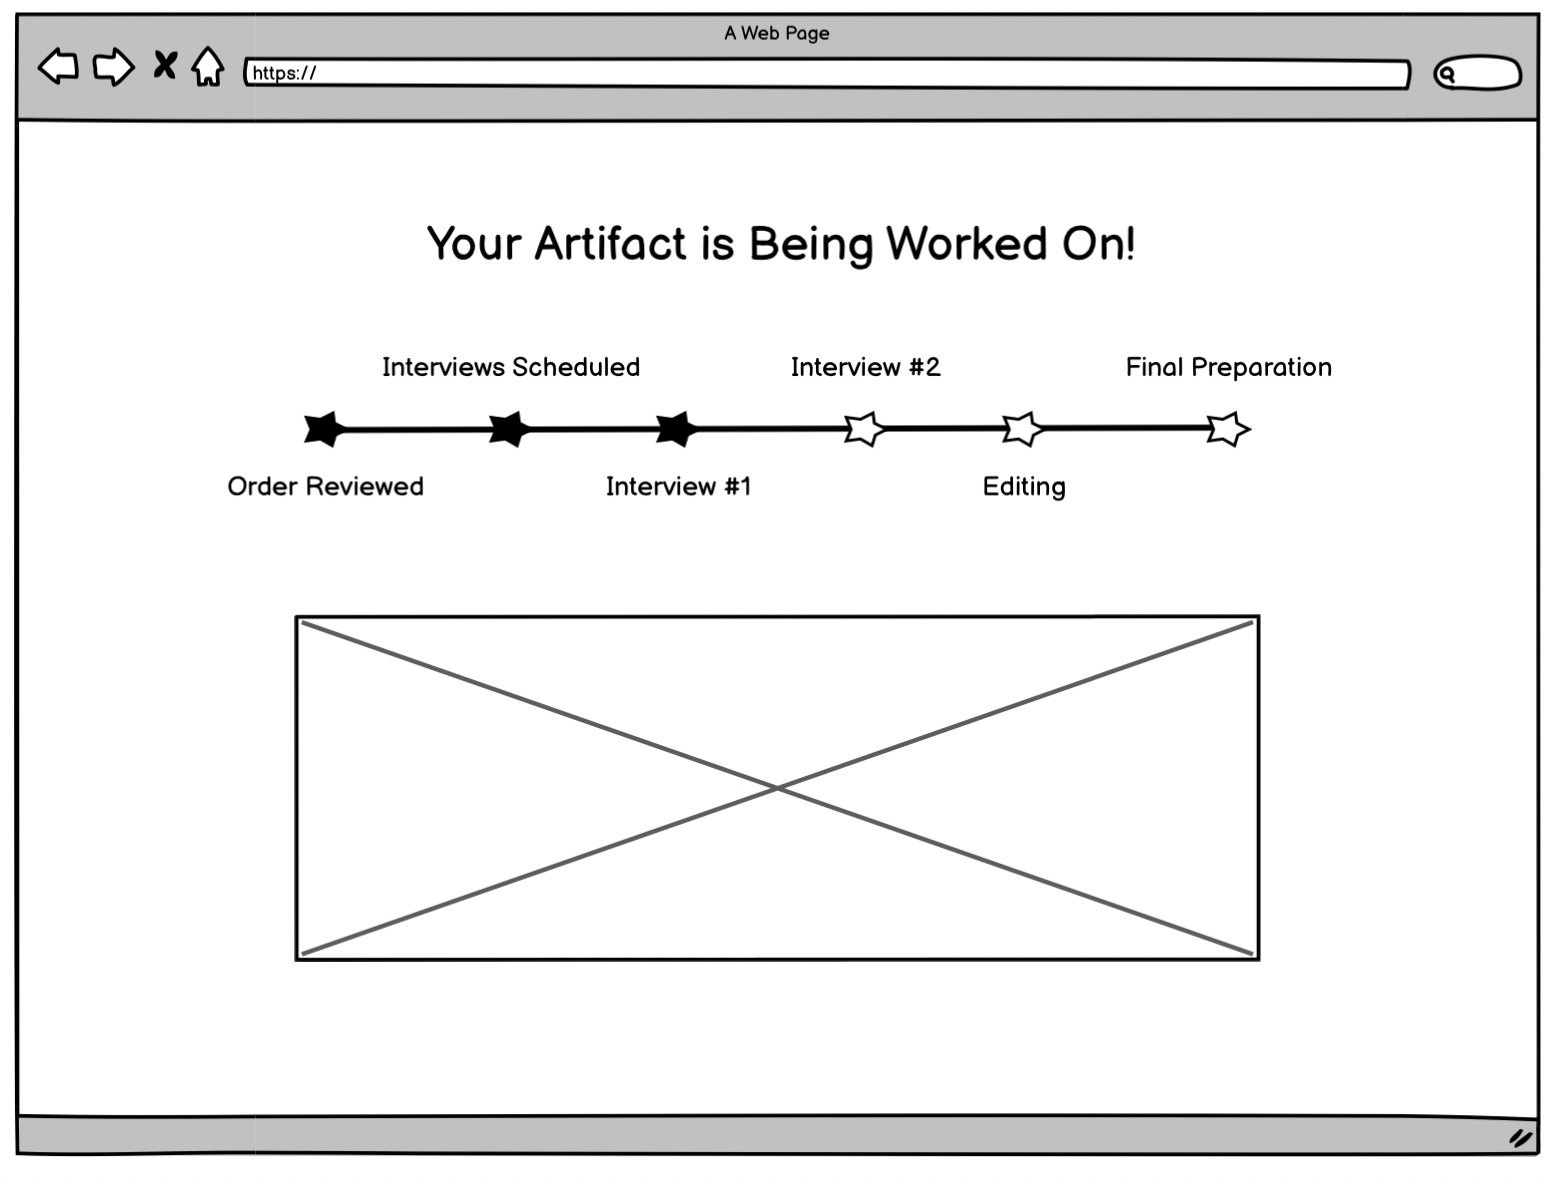 A Web Page
https://
Your Artifact is Being Worked On!
Interviews Scheduled
Interview #2
Final Preparation
Order Reviewed
Interview #1
Editing